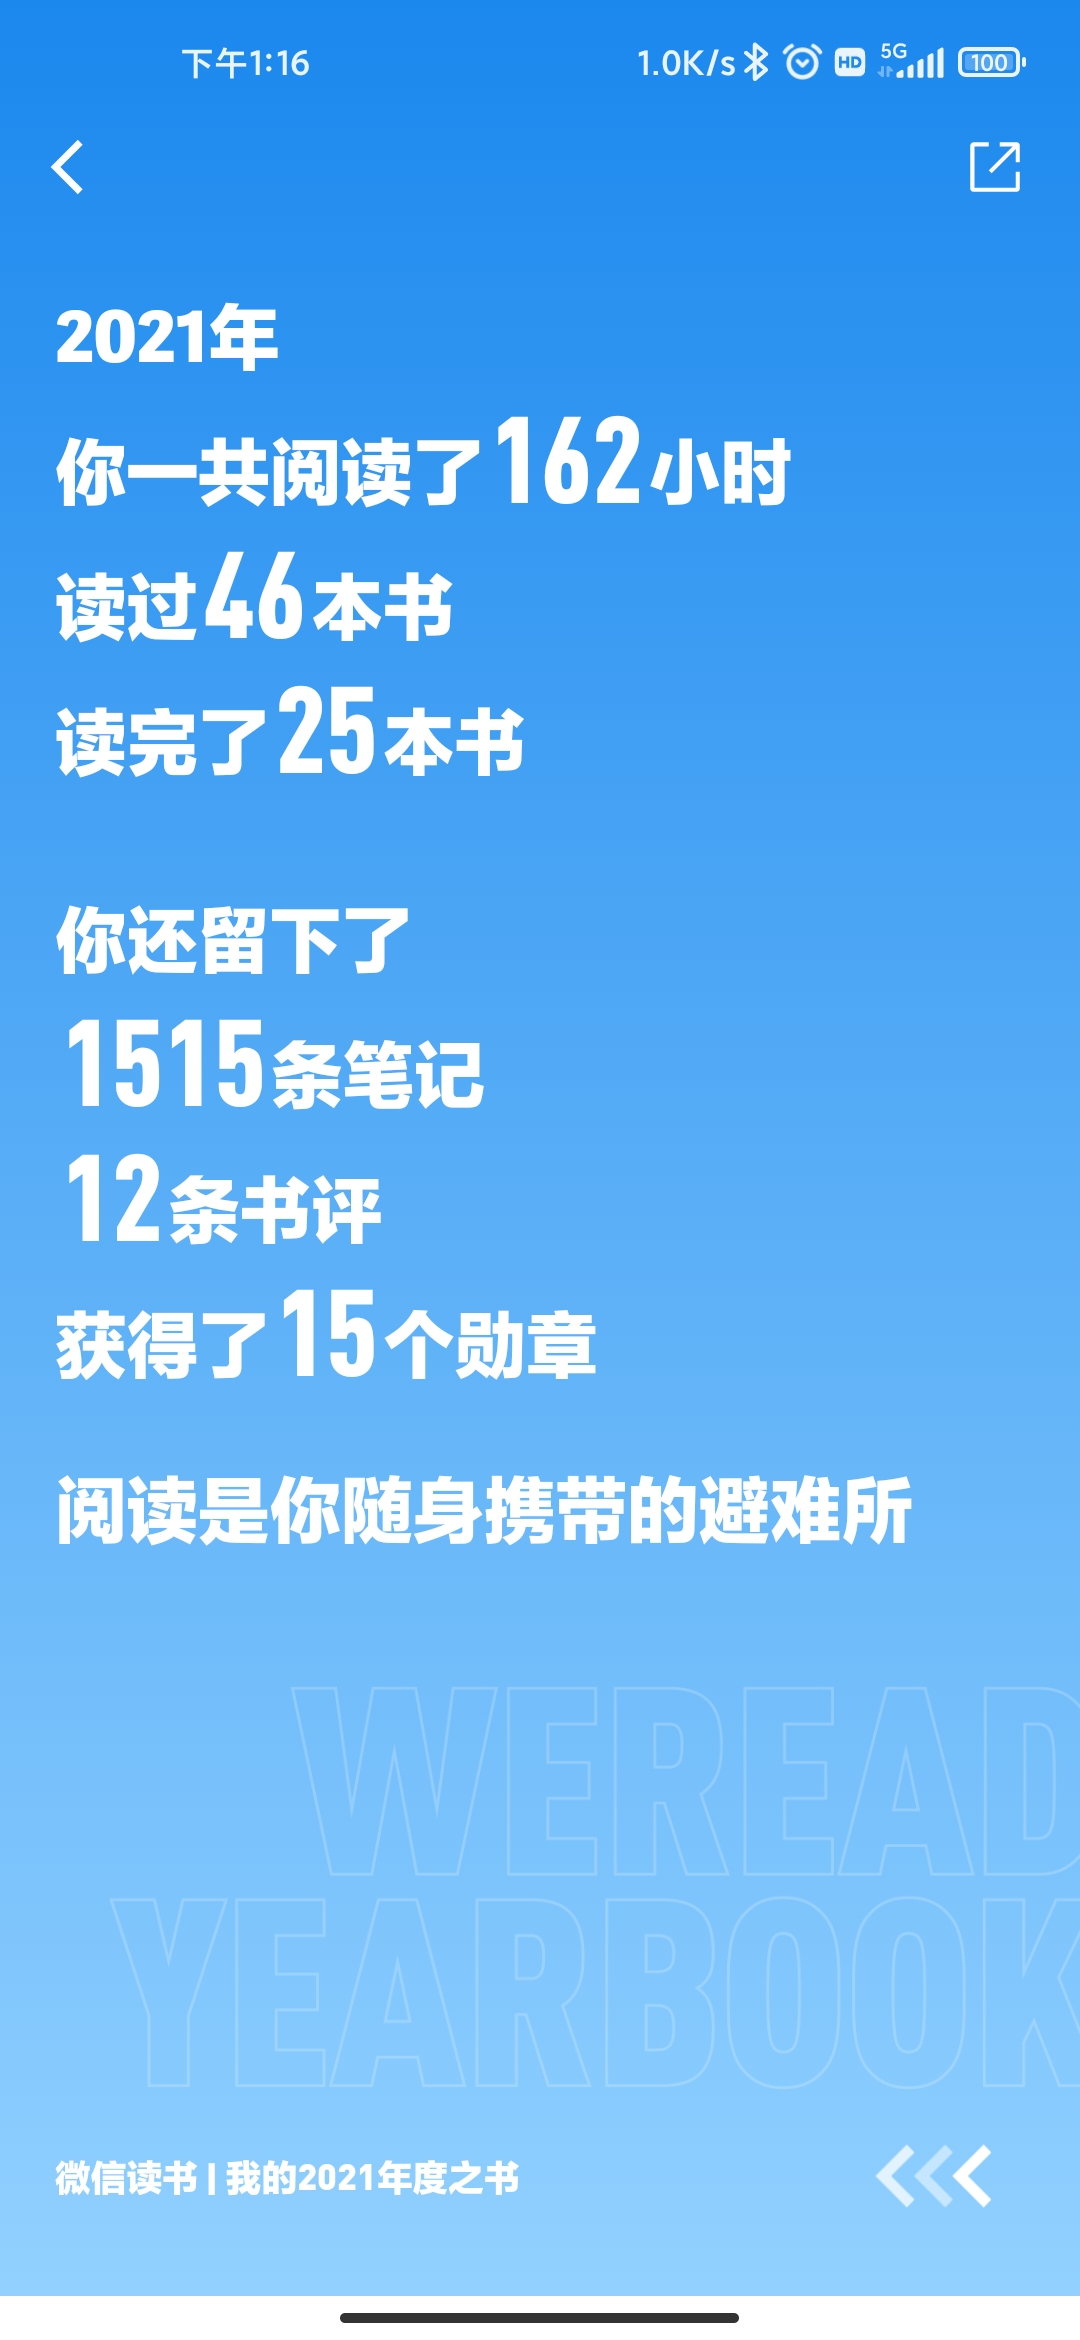 下午1:16
1.0K/s HD 5G 100
2021年
你一共阅读了162小时
读过46本书
读完了25本书
你还留下了
1515条笔记
12条书评
获得了15个勋章
阅读是你随身携带的避难所
WEREAD
YEARBOOK
微信读书 | 我的2021年度之书